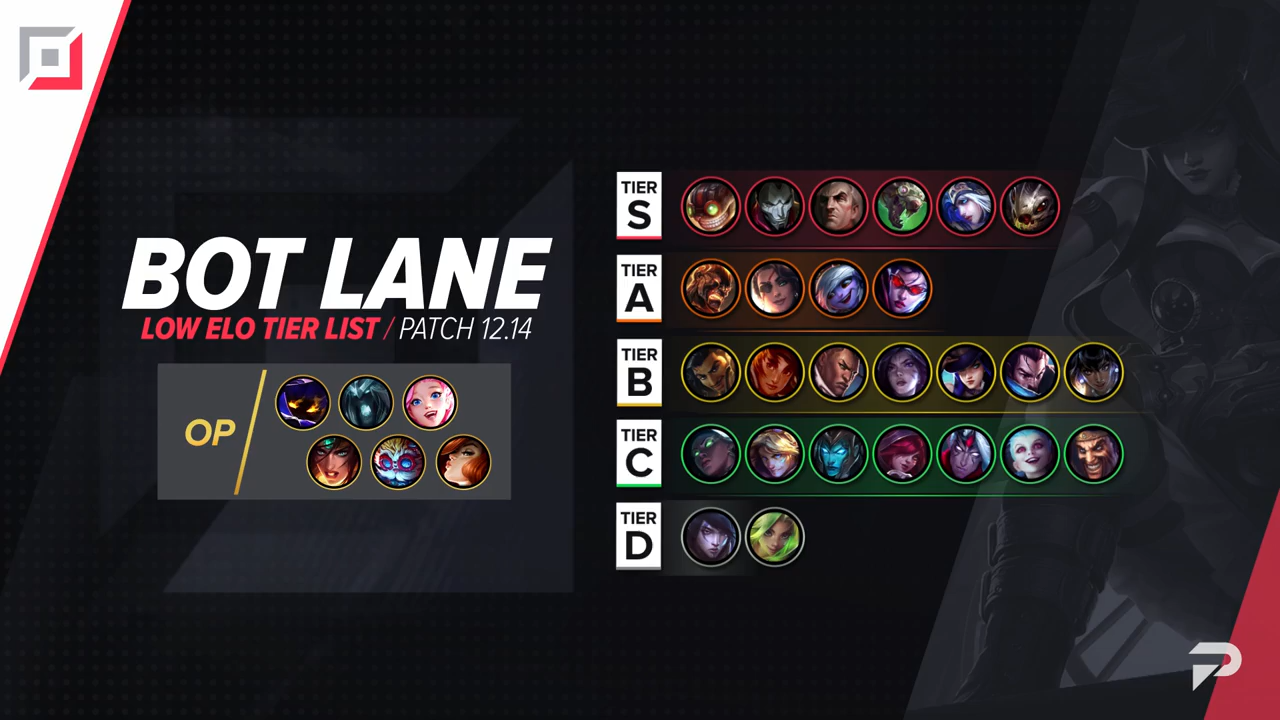 BOT LANE
LOW ELO TIER LIST / PATCH 12.14
OP
TIER
S
TIER
A
TIER
B
TIER
C
TIER
D